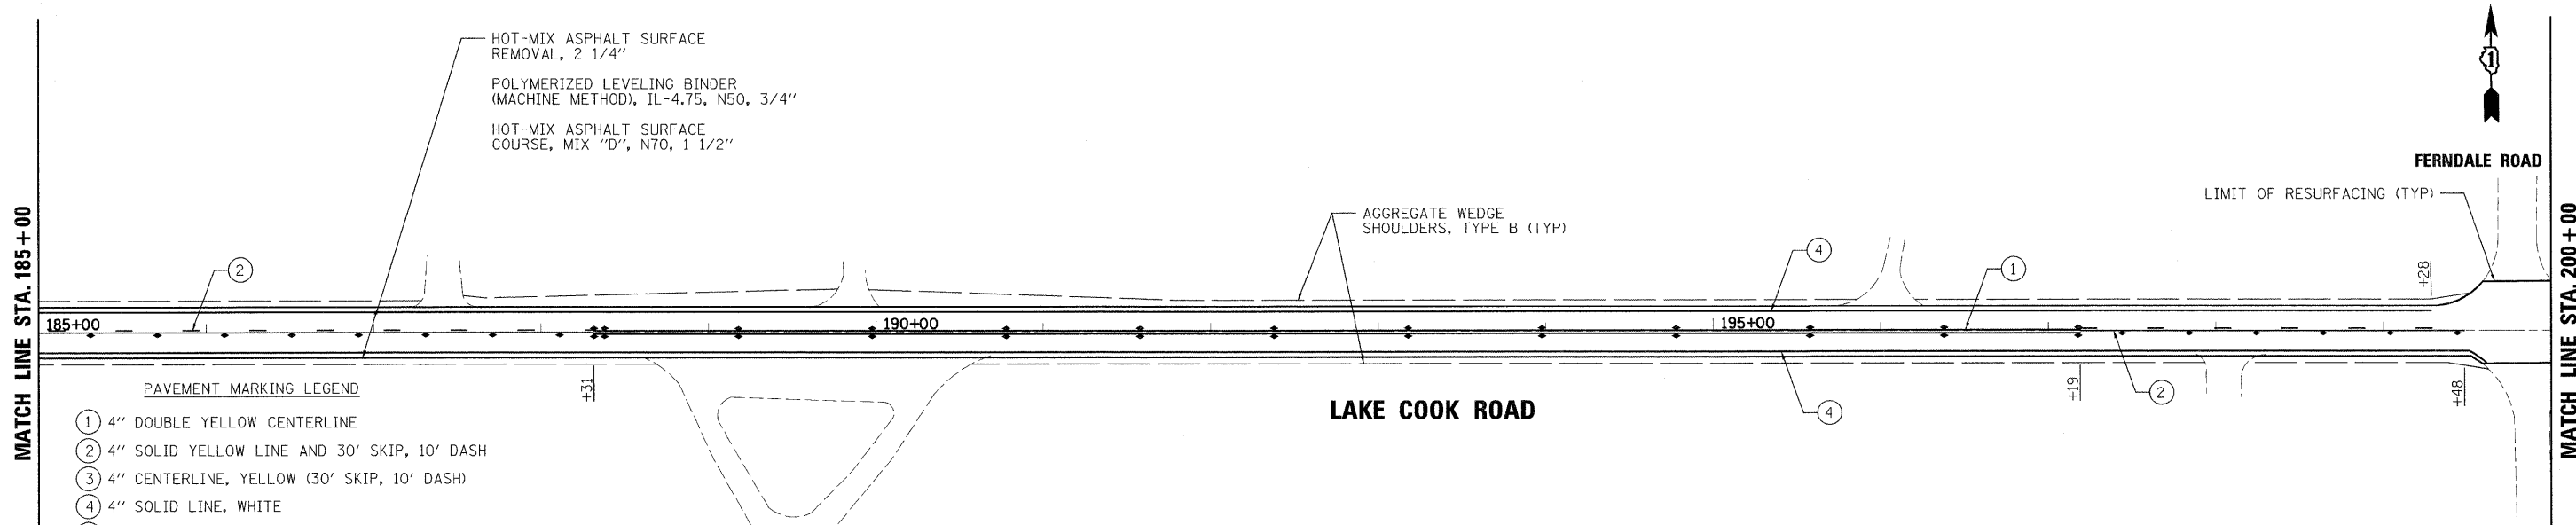 HOT-MIX ASPHALT SURFACE
REMOVAL, 2 1/4"
POLYMERIZED LEVELING BINDER
(MACHINE METHOD), IL-4.75, N50, 3/4"
HOT-MIX ASPHALT SURFACE
COURSE, MIX "D", N70, 1 1/2"
1
FERNDALE ROAD
LIMIT OF RESURFACING (TYP)
AGGREGATE WEDGE
SHOULDERS, TYPE B (TYP)
MATCH LINE STA. 185+00
MATCH LINE STA. 200+00
2
4
1
+28
185+00
190+00
195+00
+31
+19
+48
2
4
LAKE COOK ROAD
PAVEMENT MARKING LEGEND
1 4" DOUBLE YELLOW CENTERLINE
2 4" SOLID YELLOW LINE AND 30' SKIP, 10' DASH
3 4" CENTERLINE, YELLOW (30' SKIP, 10' DASH)
4 4" SOLID LINE, WHITE